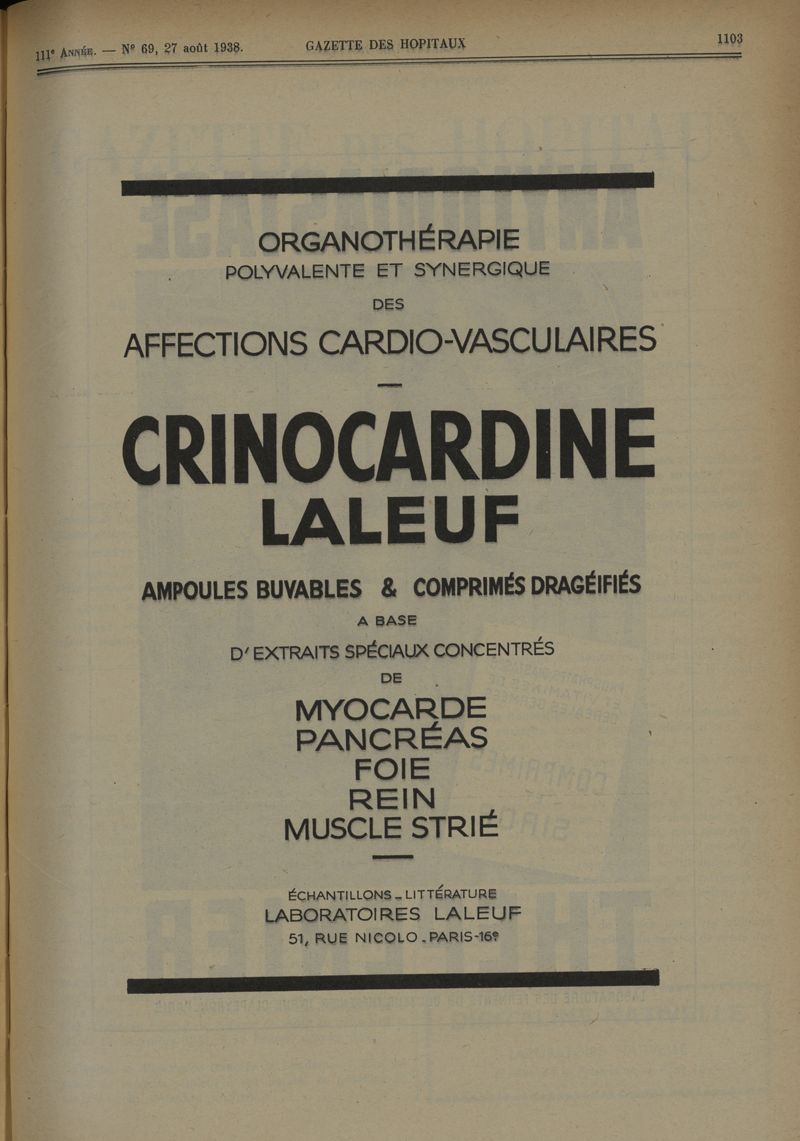 111e ANNÉE. — No 69, 27 août 1938. GAZETTE DES HOPITAUX 1103
ORGANOTHÉRAPIE
POLYVALENTE ET SYNERGIQUE
DES
AFFECTIONS CARDIO-VASCULAIRES
CRINOCARDINE
LALEUF
AMPOULES BUVABLES & COMPRIMÉS DRAGÉIFIÉS
A BASE
D'EXTRAITS SPÉCIAUX CONCENTRÉS
DE
MYOCARDE
PANCRÉAS
FOIE
REIN
MUSCLE STRIÉ
ÉCHANTILLONS _ LITTÉRATURE
LABORATOIRES LALEUF
51, RUE NICOLO _ PARIS-16e